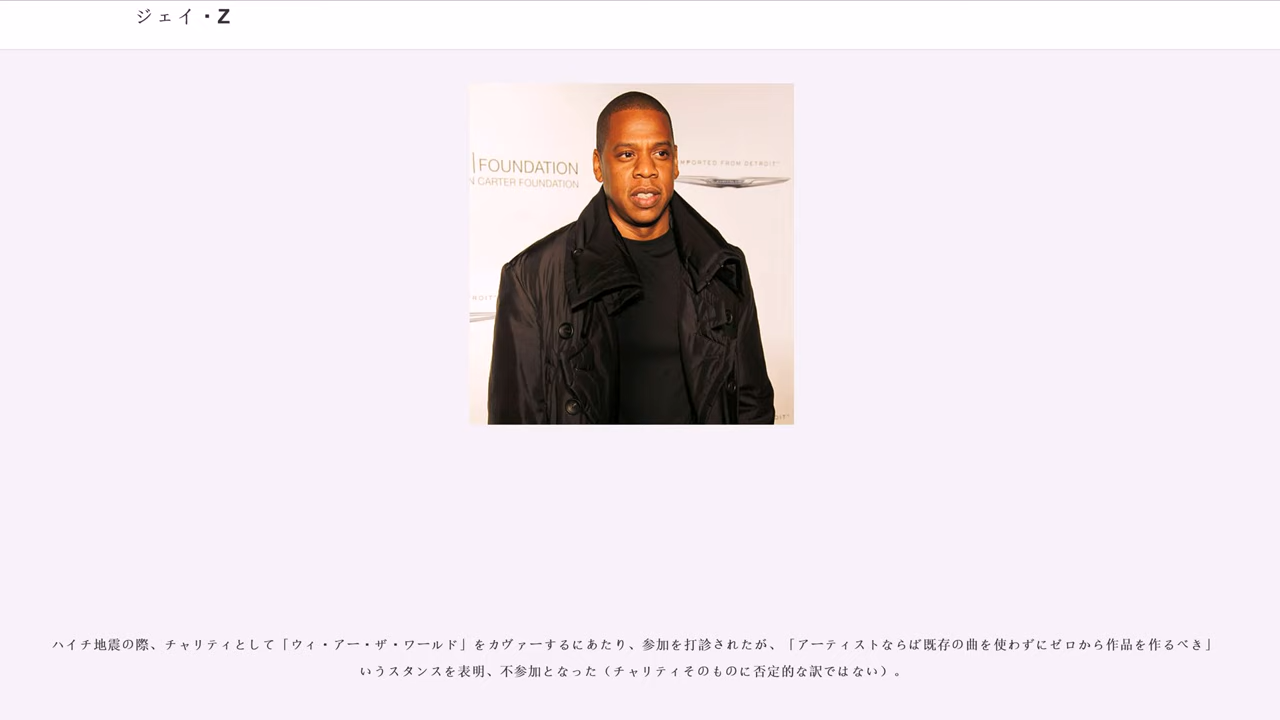 ジェイ・Z
FOUNDATION
N CARTER FOUNDATION
IMPORTED FROM DETROIT™
ROIT™
OIT™
ハイチ地震の際、チャリティとして「ウィ・アー・ザ・ワールド」をカヴァーするにあたり、参加を打診されたが、「アーティストならば既存の曲を使わずにゼロから作品を作るべき」
いうスタンスを表明、不参加となった（チャリティそのものに否定的な訳ではない）。